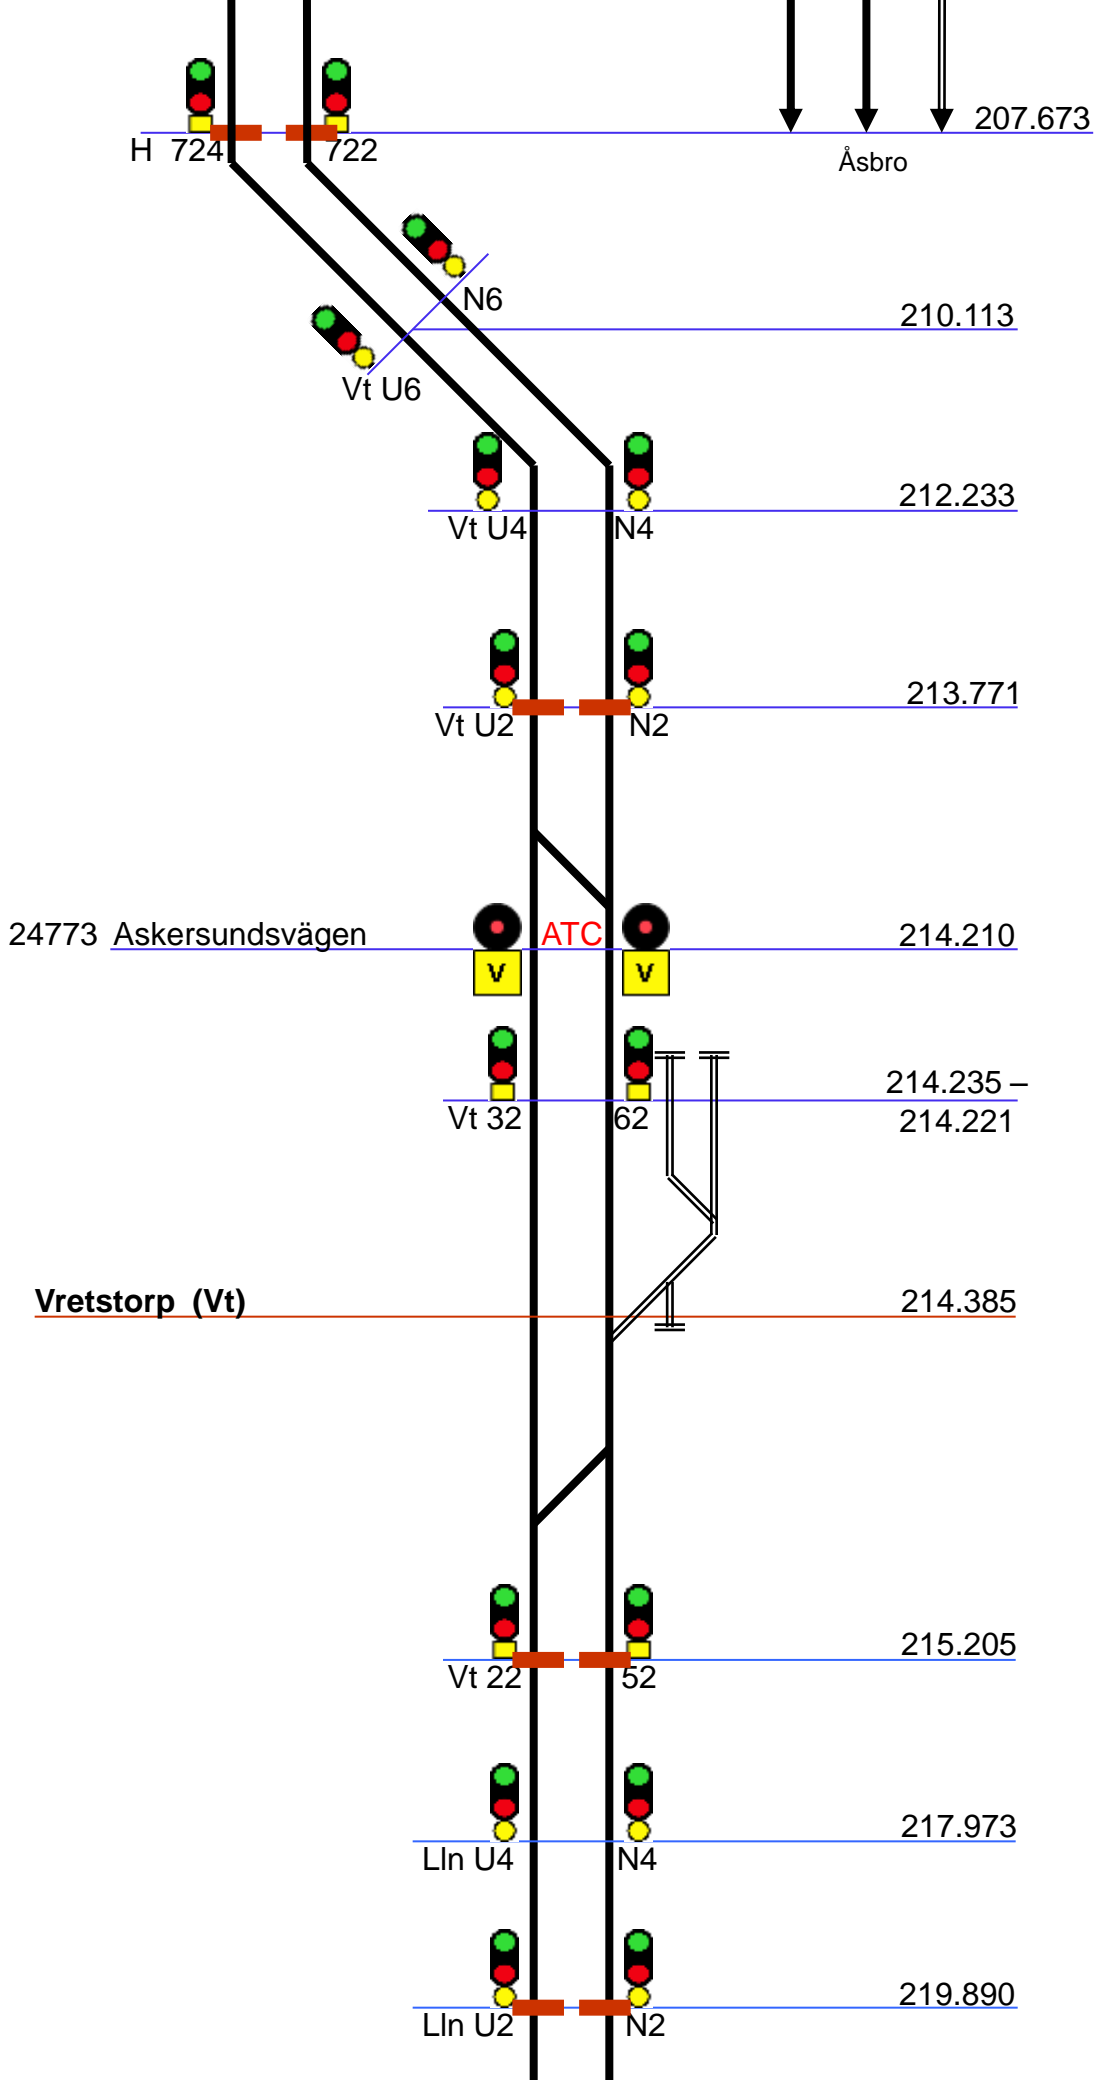 207.673
H 724 722
Åsbro
N6
210.113
Vt U6
212.233
Vt U4 N4
213.771
Vt U2 N2
24773 Askersundsvägen ATC 214.210
V V
214.235 –
Vt 32 62 214.221
Vretstorp (Vt) 214.385
215.205
Vt 22 52
217.973
Lln U4 N4
219.890
Lln U2 N2